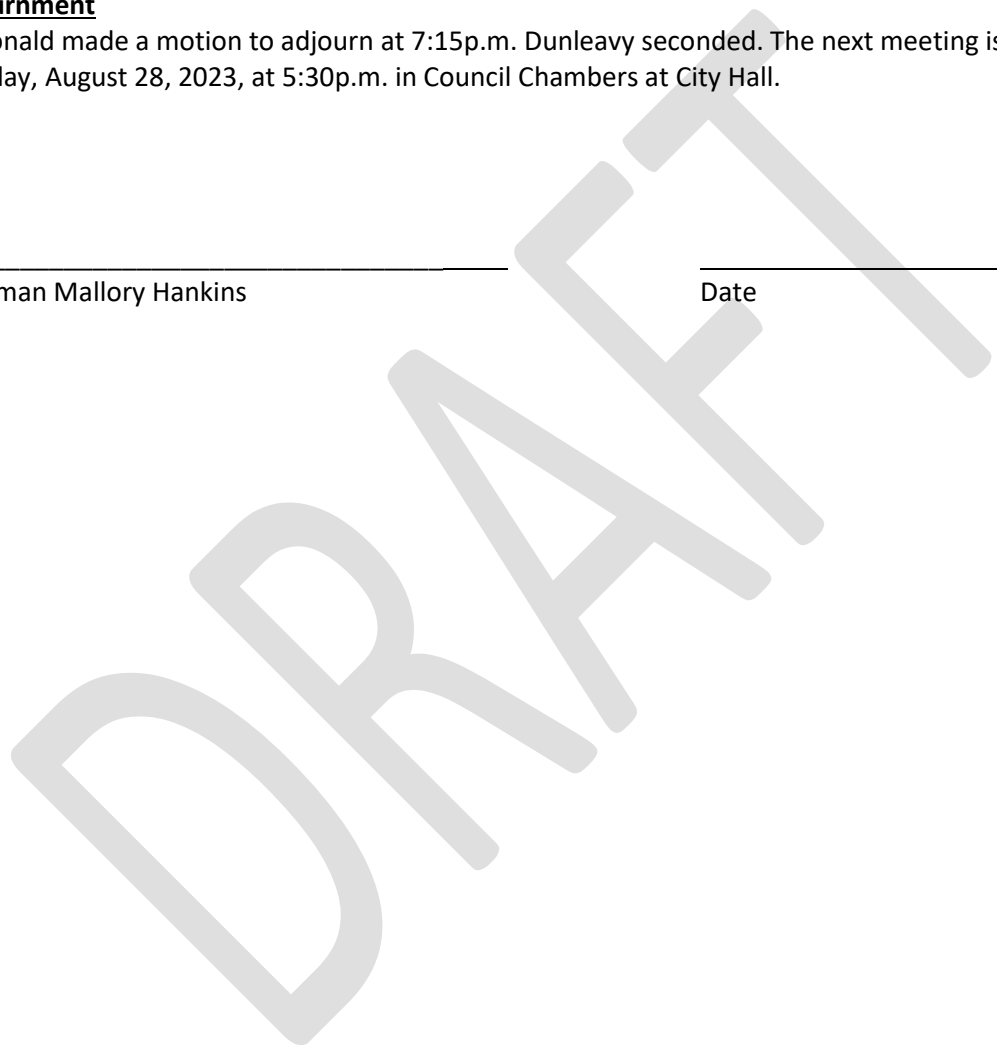 urnment
onald made a motion to adjourn at 7:15p.m. Dunleavy seconded. The next meeting is
day, August 28, 2023, at 5:30p.m. in Council Chambers at City Hall.
man Mallory Hankins
Date
DRAFT